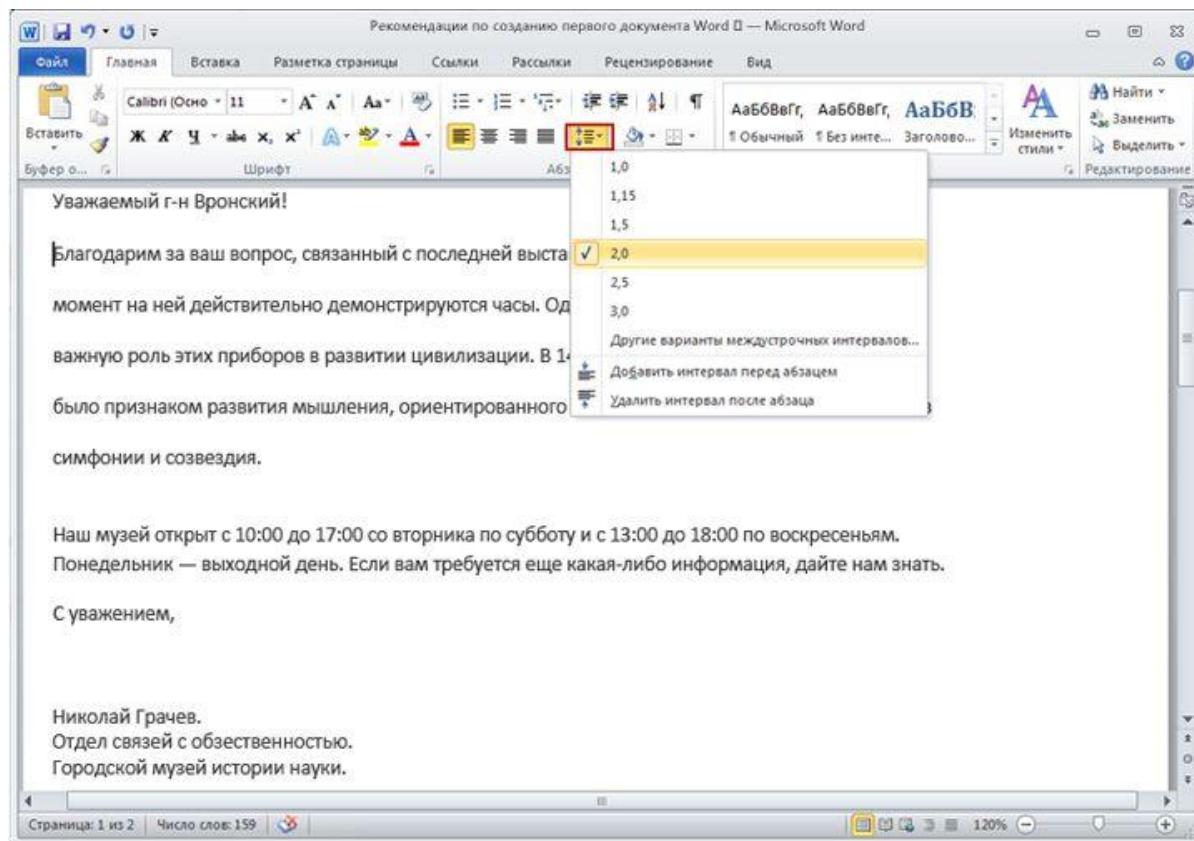 Рекомендации по созданию первого документа Word — Microsoft Word
Файл Главная Вставка Разметка страницы Ссылки Рассылки Рецензирование Вид
Calibri (Осно 11 Aa
Вставить
Ж К Ч abc x, x² A A
АаБбВвГг, АаБбВвГг, АаБбВ
¶ Обычный ¶ Без инте... Заголово...
Изменить
стили
Найти
Заменить
Выделить
Буфер о... Шрифт Абз Редактирование
1,0
1,15
1,5
2,0
2,5
3,0
Другие варианты междустрочных интервалов...
Добавить интервал перед абзацем
Удалить интервал после абзаца
Уважаемый г-н Вронский!
Благодарим за ваш вопрос, связанный с последней выста
момент на ней действительно демонстрируются часы. Од
важную роль этих приборов в развитии цивилизации. В 14
было признаком развития мышления, ориентированного
симфонии и созвездия.
Наш музей открыт с 10:00 до 17:00 со вторника по субботу и с 13:00 до 18:00 по воскресеньям.
Понедельник — выходной день. Если вам требуется еще какая-либо информация, дайте нам знать.
С уважением,
Николай Грачев.
Отдел связей с обзественностью.
Городской музей истории науки.
Страница: 1 из 2 Число слов: 159 120%